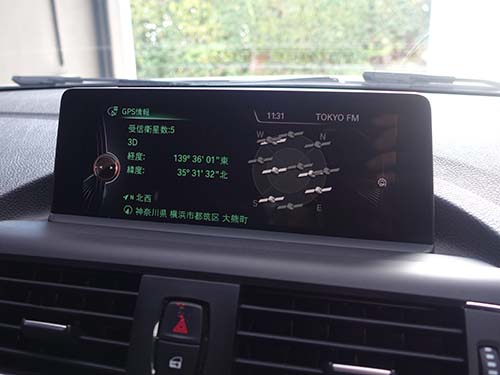 GPS情報
11:31 TOKYO FM
受信衛星数:5
3D
経度: 139° 36' 01"東
緯度: 35° 31' 32"北
N 北西
神奈川県 横浜市都筑区 大熊町
W N
S E